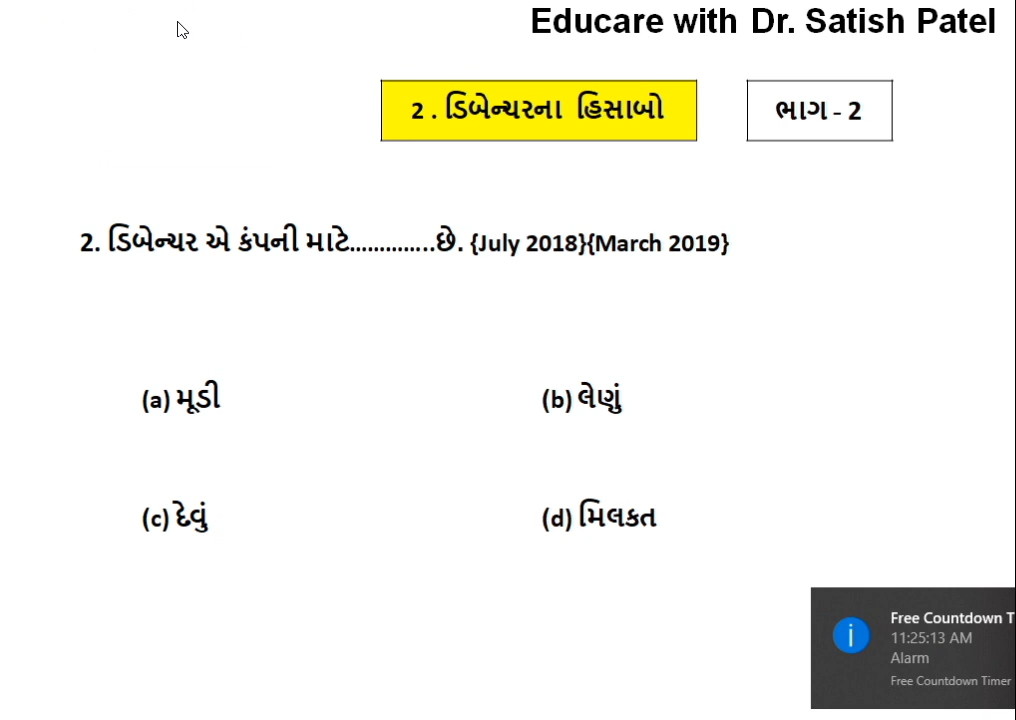 Educare with Dr. Satish Patel
2 . ડિબેન્ચરના હિસાબો
ભાગ - 2
2. ડિબેન્ચર એ કંપની માટે..............છે. {July 2018}{March 2019}
(a) મૂડી
(b) લેણું
(c) દેવું
(d) મિલકત
Free Countdown T
11:25:13 AM
Alarm
Free Countdown Timer